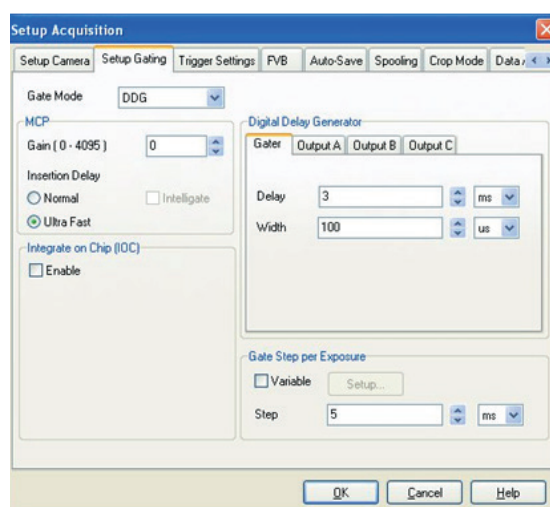 Setup Acquisition
Setup Camera Setup Gating Trigger Settings FVB Auto-Save Spooling Crop Mode Data
Gate Mode DDG
MCP
Gain ( 0 - 4095 ) 0
Insertion Delay
Normal Intelligate
Ultra Fast
Integrate on Chip (IOC)
Enable
Digital Delay Generator
Gater Output A Output B Output C
Delay 3 ms
Width 100 us
Gate Step per Exposure
Variable Setup...
Step 5 ms
OK Cancel Help